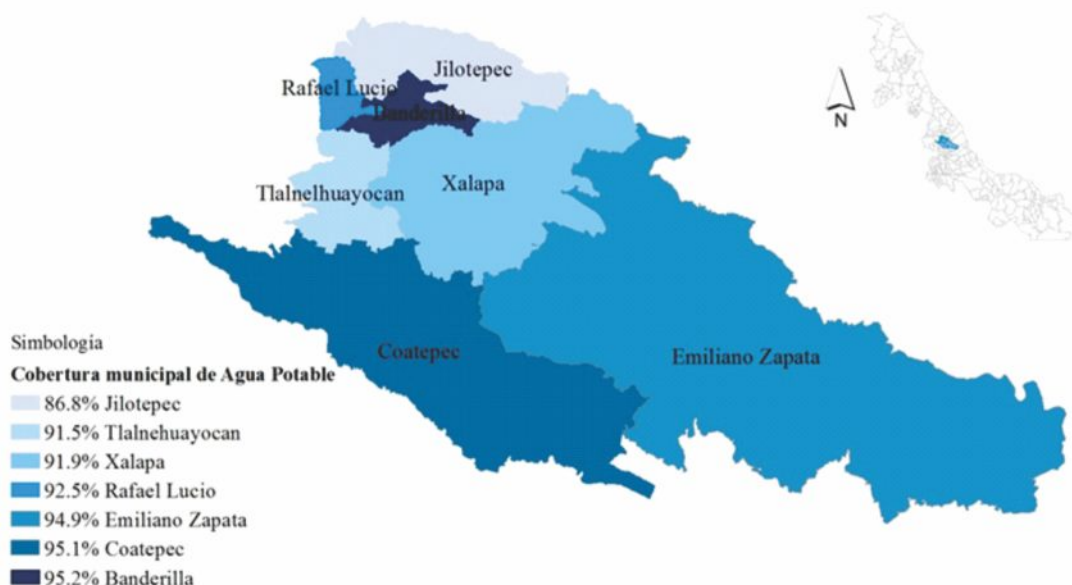 Jilotepec
Rafael Lucio
Banderilla
N
Tlalnelhuayocan
Xalapa
Coatepec
Emiliano Zapata
Simbología
Cobertura municipal de Agua Potable
86.8% Jilotepec
91.5% Tlalnehuayocan
91.9% Xalapa
92.5% Rafael Lucio
94.9% Emiliano Zapata
95.1% Coatepec
95.2% Banderilla